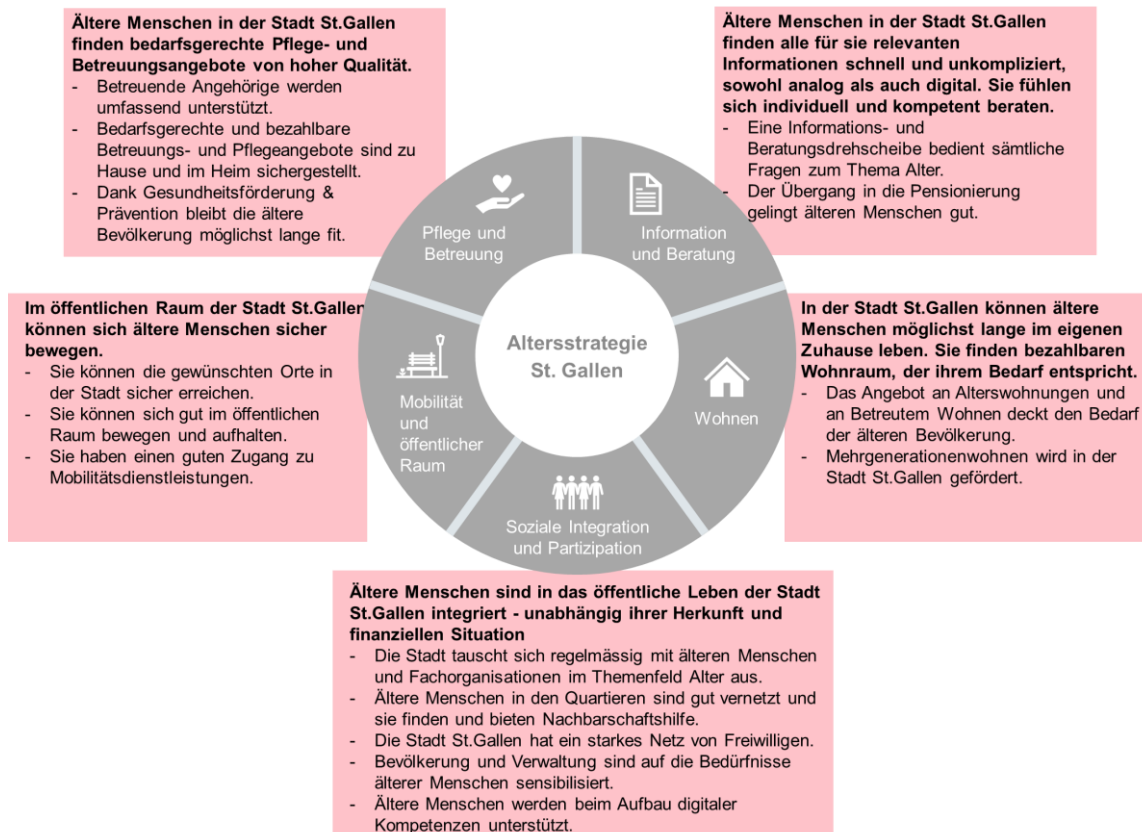 Ältere Menschen in der Stadt St.Gallen
finden bedarfsgerechte Pflege- und
Betreuungsangebote von hoher Qualität.
- Betreuende Angehörige werden
umfassend unterstützt.
- Bedarfsgerechte und bezahlbare
Betreuungs- und Pflegeangebote sind zu
Hause und im Heim sichergestellt.
- Dank Gesundheitsförderung &
Prävention bleibt die ältere
Bevölkerung möglichst lange fit.
Ältere Menschen in der Stadt St.Gallen
finden alle für sie relevanten
Informationen schnell und unkompliziert,
sowohl analog als auch digital. Sie fühlen
sich individuell und kompetent beraten.
- Eine Informations- und
Beratungsdrehscheibe bedient sämtliche
Fragen zum Thema Alter.
- Der Übergang in die Pensionierung
gelingt älteren Menschen gut.
Pflege und
Betreuung
Information
und Beratung
Im öffentlichen Raum der Stadt St.Gallen
können sich ältere Menschen sicher
bewegen.
- Sie können die gewünschten Orte in
der Stadt sicher erreichen.
- Sie können sich gut im öffentlichen
Raum bewegen und aufhalten.
- Sie haben einen guten Zugang zu
Mobilitätsdienstleistungen.
Mobilität
und
öffentlicher
Raum
Altersstrategie
St. Gallen
Wohnen
In der Stadt St.Gallen können ältere
Menschen möglichst lange im eigenen
Zuhause leben. Sie finden bezahlbaren
Wohnraum, der ihrem Bedarf entspricht.
- Das Angebot an Alterswohnungen und
an Betreutem Wohnen deckt den Bedarf
der älteren Bevölkerung.
- Mehrgenerationenwohnen wird in der
Stadt St.Gallen gefördert.
Soziale Integration
und Partizipation
Ältere Menschen sind in das öffentliche Leben der Stadt
St.Gallen integriert - unabhängig ihrer Herkunft und
finanziellen Situation
- Die Stadt tauscht sich regelmässig mit älteren Menschen
und Fachorganisationen im Themenfeld Alter aus.
- Ältere Menschen in den Quartieren sind gut vernetzt und
sie finden und bieten Nachbarschaftshilfe.
- Die Stadt St.Gallen hat ein starkes Netz von Freiwilligen.
- Bevölkerung und Verwaltung sind auf die Bedürfnisse
älterer Menschen sensibilisiert.
- Ältere Menschen werden beim Aufbau digitaler
Kompetenzen unterstützt.